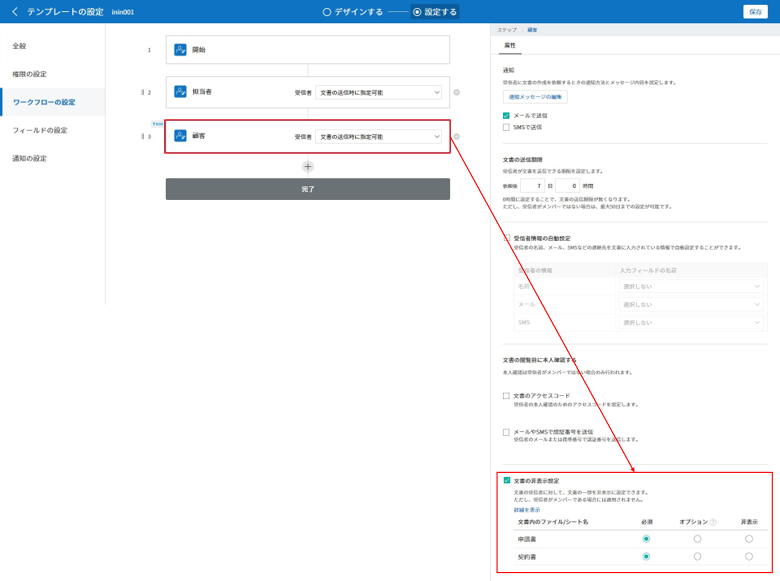 テンプレートの設定 inin001
デザインする
設定する
保存
全般
権限の設定
ワークフローの設定
フィールドの設定
通知の設定
1 開始
2 担当者 受信者 文書の送信時に指定可能
3 顧客 受信者 文書の送信時に指定可能
完了
ステップ 顧客
属性
通知
受信者に文書の作成を依頼するときの通知方法とメッセージ内容を設定します。
通知メッセージの編集
メールで送信
SMSで送信
文書の送信期限
受信者が文書を送信できる期限を設定します。
依頼後 7 日 0 時間
0時間に設定することで、文書の送信期限が無くなります。
ただし、受信者がメンバーではない場合は、最大50日までの設定が可能です。
受信者情報の自動設定
受信者の名前、メール、SMSなどの連絡先を文書に入力されている情報で自動設定することができます。
受信者の情報 入力フィールドの名前
名前 選択しない
メール 選択しない
SMS 選択しない
文書の閲覧前に本人確認する
本人確認は受信者がメンバーではない場合のみ行われます。
文書のアクセスコード
受信者の本人確認のためのアクセスコードを設定します。
メールやSMSで認証番号を送信
受信者のメールまたは携帯番号で認証番号を送信します。
文書の非表示設定
文書の受信者に対して、文書の一部を非表示に設定できます。
ただし、受信者がメンバーである場合には適用されません。
詳細を表示
文書内のファイル/シート名 必須 オプション ? 非表示
申請書
契約書